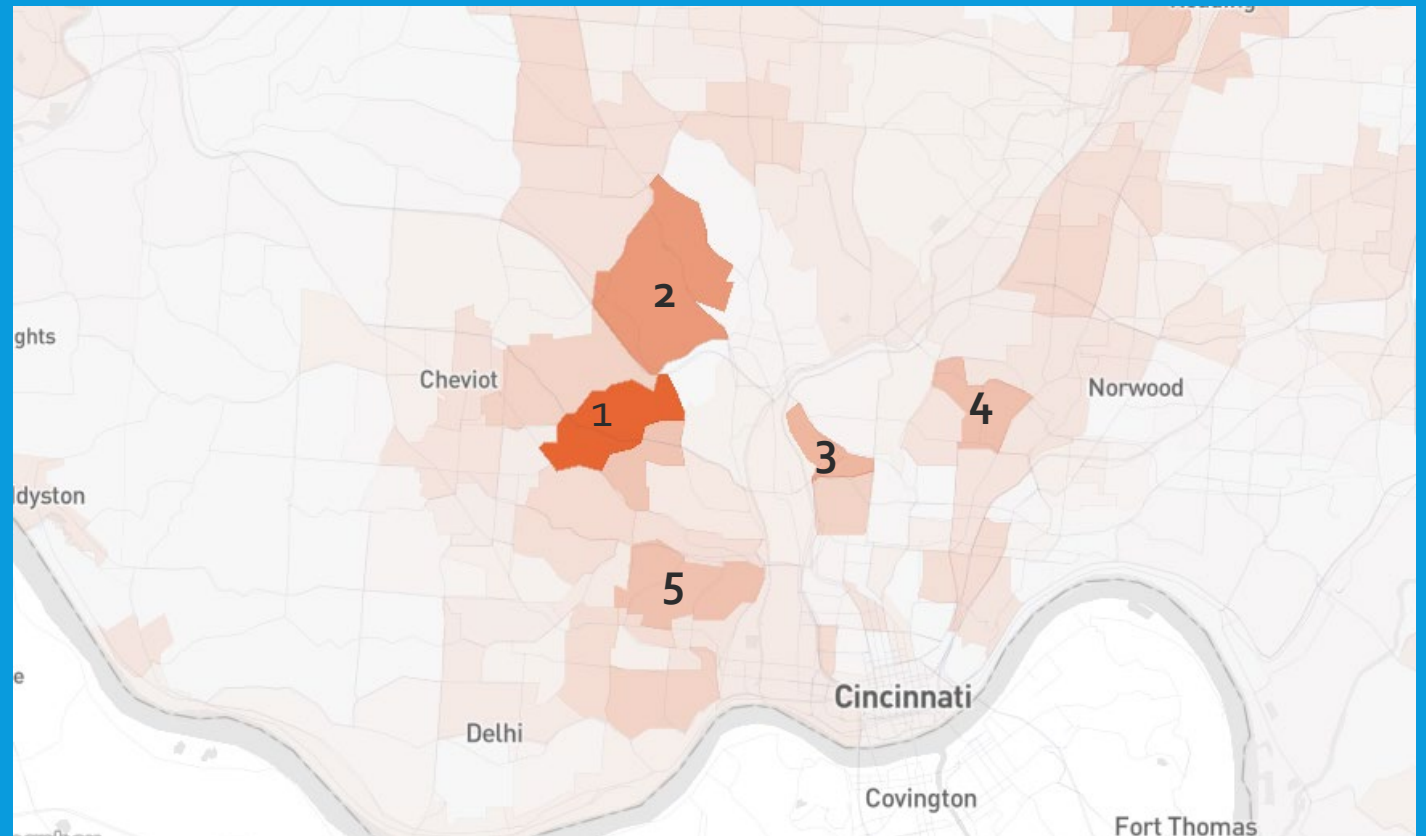 2
ghts
Cheviot
Norwood
1
4
3
dyston
5
e
Cincinnati
Delhi
Covington
Fort Thomas